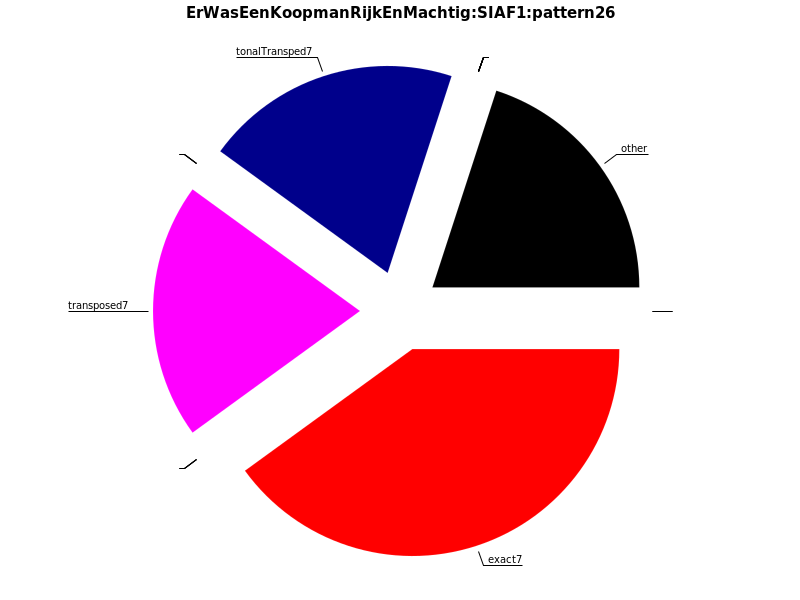 ErWasEenKoopmanRijkEnMachtig:SIAF1:pattern26
tonalTransped7
other
transposed7
exact7